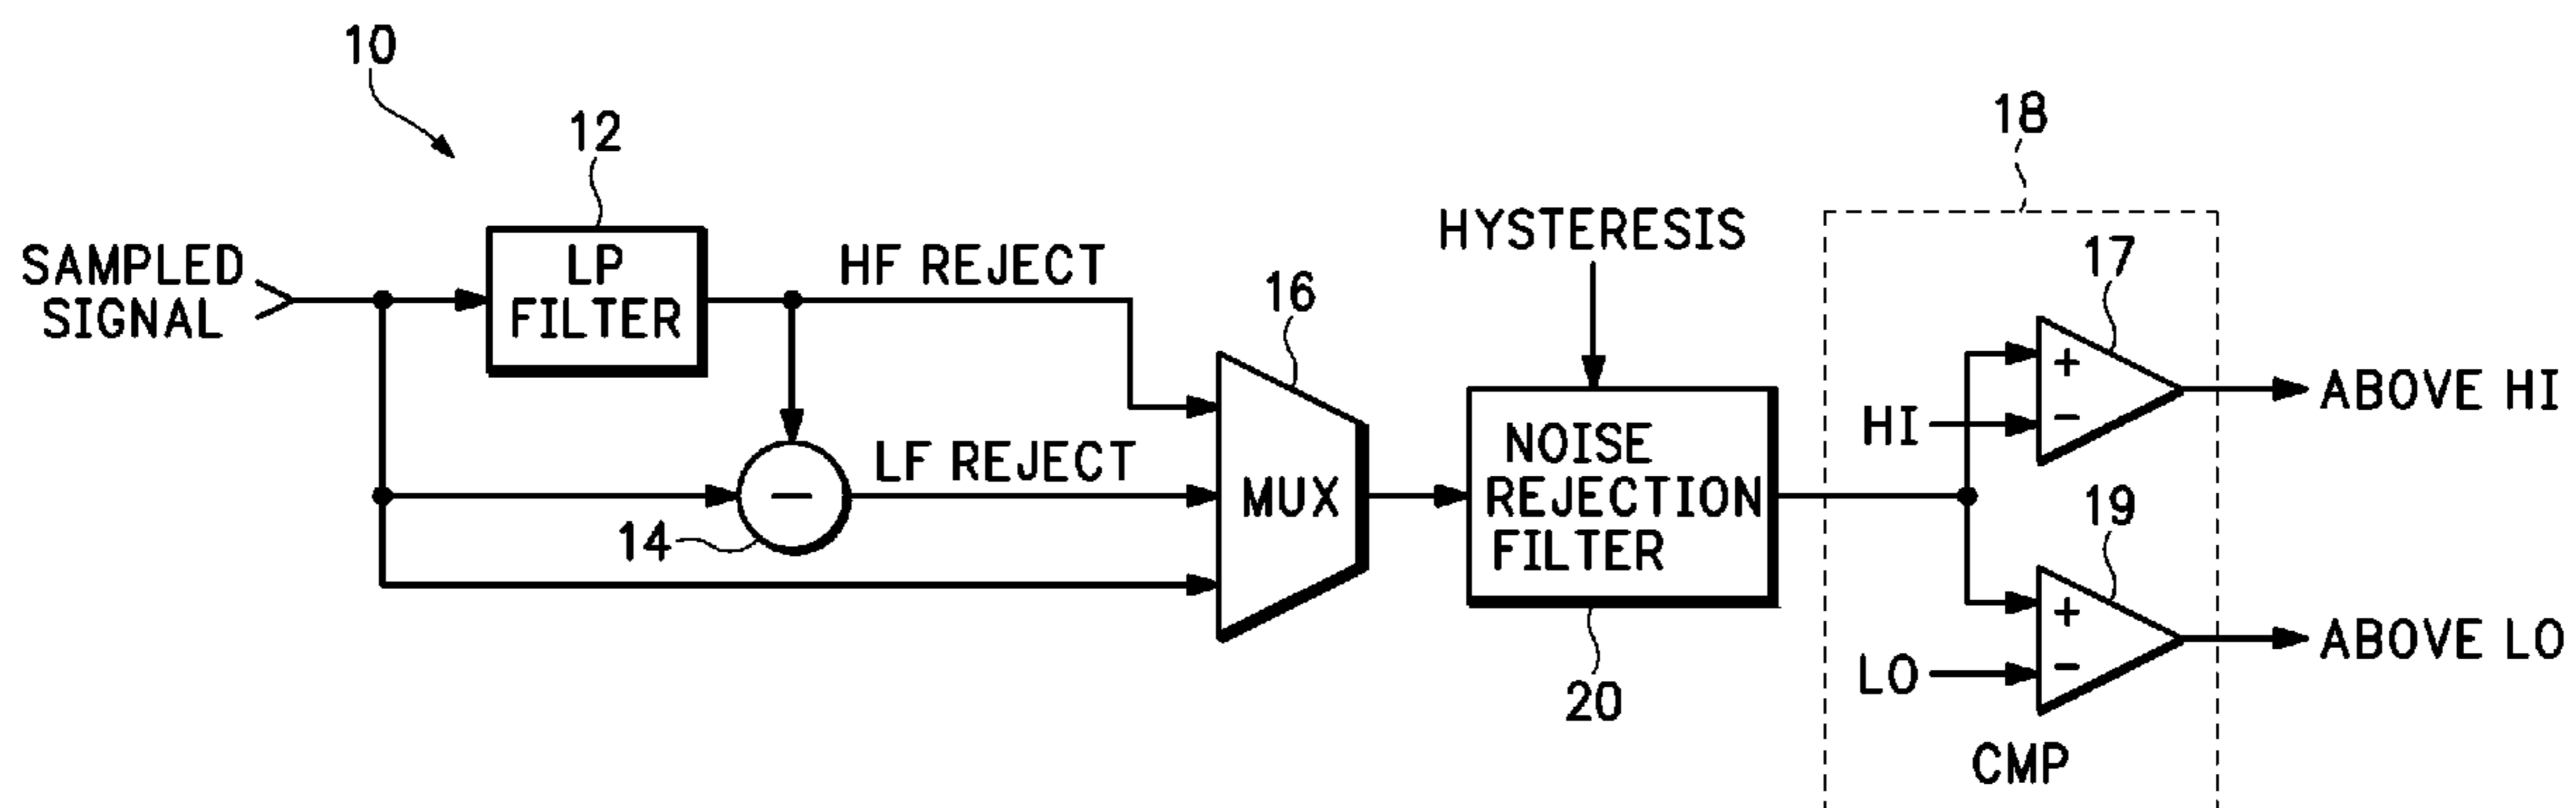 10
12
SAMPLED
SIGNAL
LP
FILTER
HF REJECT
LF REJECT
14
−
16
MUX
HYSTERESIS
NOISE
REJECTION
FILTER
20
18
17
+
−
HI
ABOVE HI
19
+
−
LO
ABOVE LO
CMP